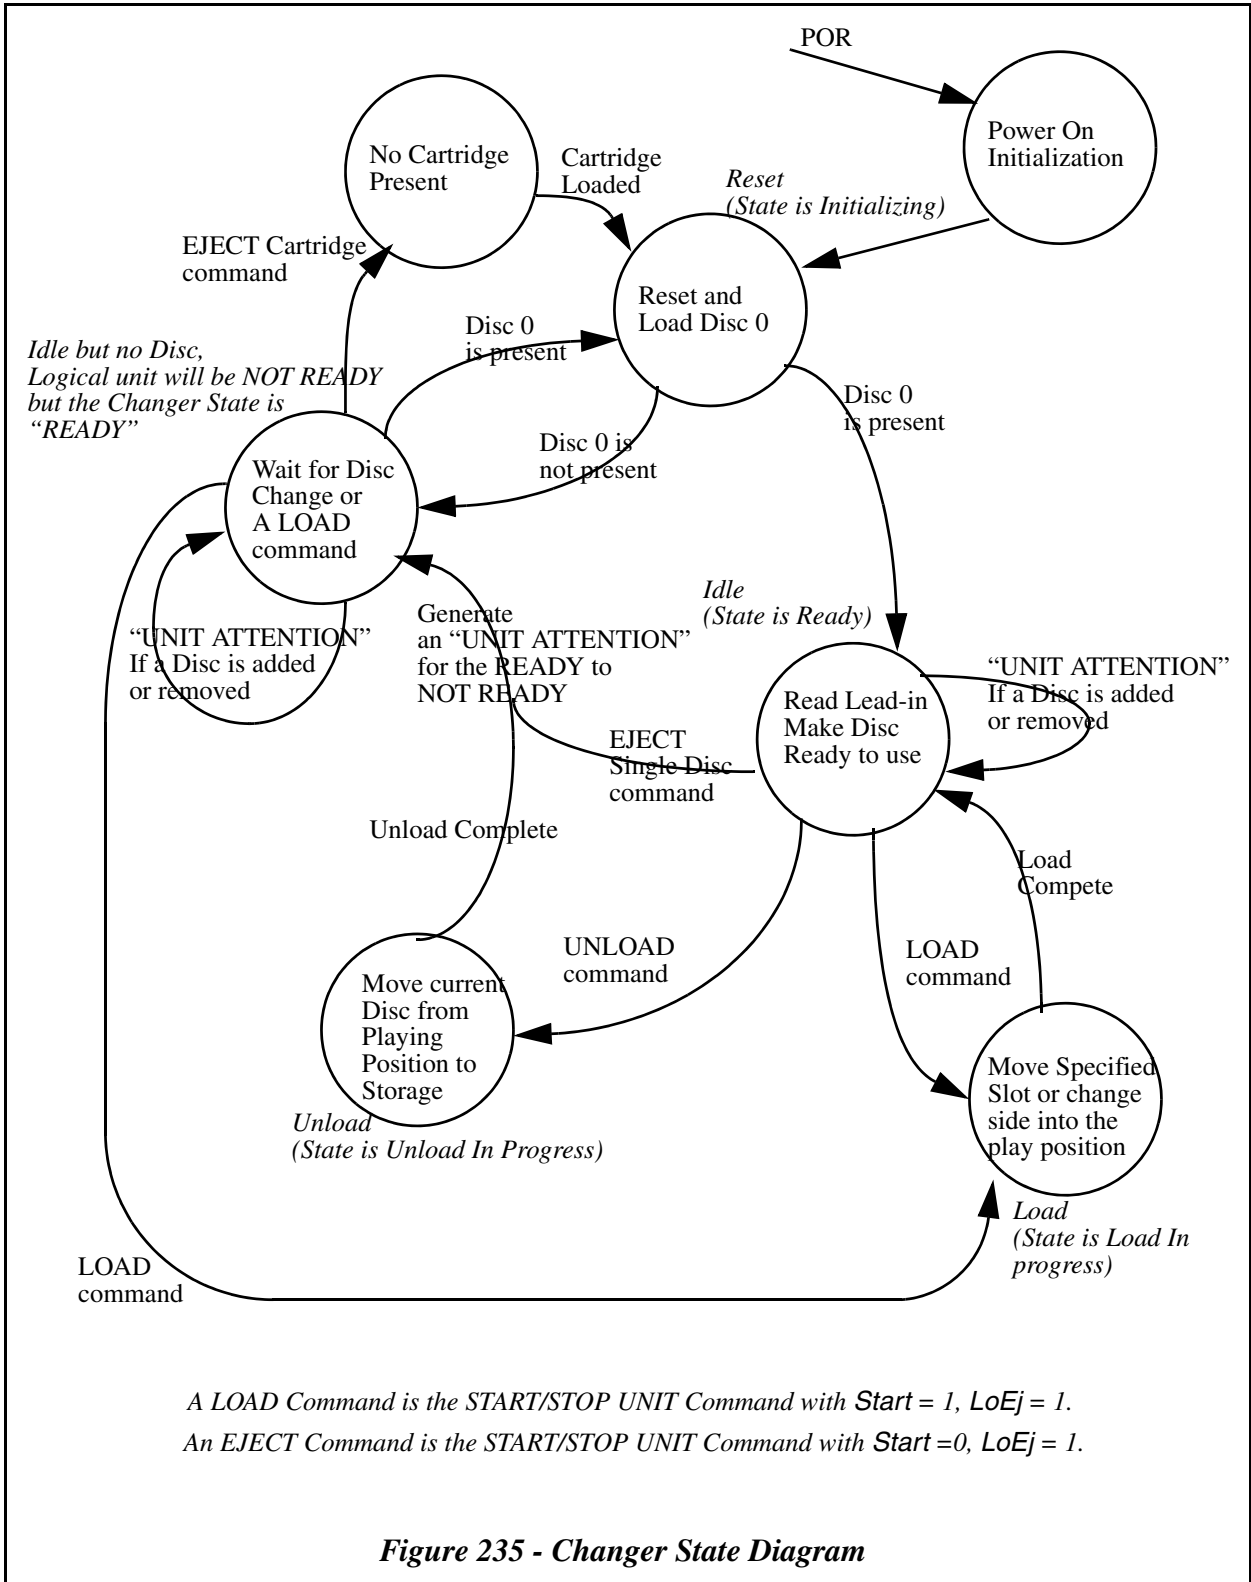 POR
Power On
Initialization
No Cartridge
Present
Cartridge
Loaded
Reset
(State is Initializing)
EJECT Cartridge
command
Reset and
Load Disc 0
Disc 0
is present
Idle but no Disc,
Logical unit will be NOT READY
but the Changer State is
“READY”
Disc 0
is present
Disc 0 is
not present
Wait for Disc
Change or
A LOAD
command
Idle
(State is Ready)
Generate
an “UNIT ATTENTION”
for the READY to
NOT READY
“UNIT ATTENTION”
If a Disc is added
or removed
“UNIT ATTENTION”
If a Disc is added
or removed
Read Lead-in
Make Disc
Ready to use
EJECT
Single Disc
command
Unload Complete
Load
Compete
UNLOAD
command
LOAD
command
Move current
Disc from
Playing
Position to
Storage
Unload
(State is Unload In Progress)
Move Specified
Slot or change
side into the
play position
Load
(State is Load In
progress)
LOAD
command
A LOAD Command is the START/STOP UNIT Command with Start = 1, LoEj = 1.
An EJECT Command is the START/STOP UNIT Command with Start =0, LoEj = 1.
Figure 235 - Changer State Diagram